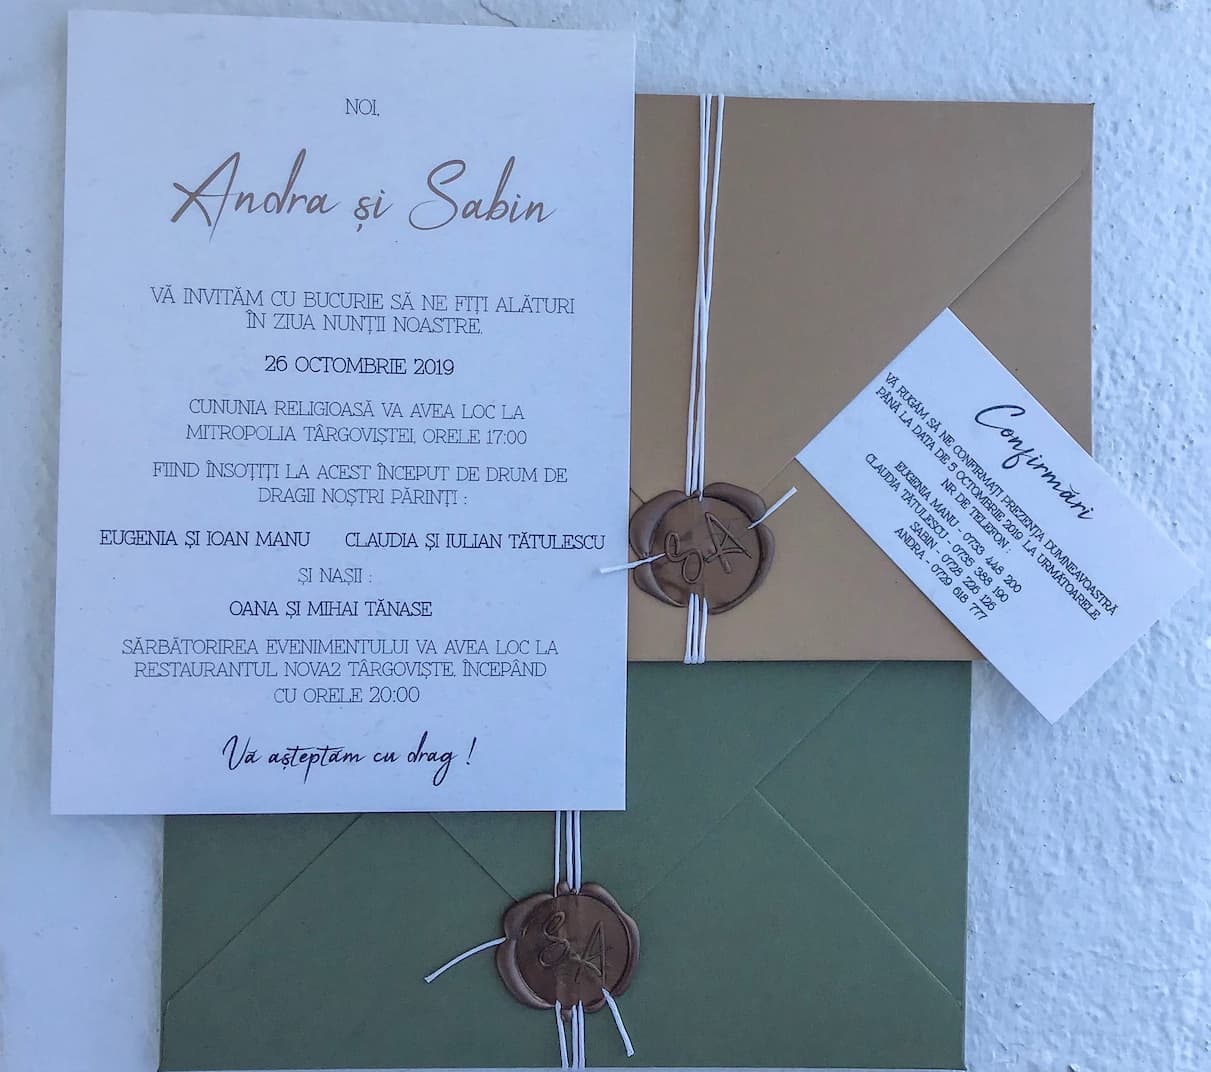 NOI,
Andra și Sabin
VĂ INVITĂM CU BUCURIE SĂ NE FIȚI ALĂTURI
ÎN ZIUA NUNȚII NOASTRE,
26 OCTOMBRIE 2019
CUNUNIA RELIGIOASĂ VA AVEA LOC LA
MITROPOLIA TÂRGOVIȘTEI, ORELE 17:00
FIIND ÎNSOȚIȚI LA ACEST ÎNCEPUT DE DRUM DE
DRAGII NOȘTRI PĂRINȚI :
EUGENIA ȘI IOAN MANU CLAUDIA ȘI IULIAN TĂTULESCU
ȘI NAȘII :
OANA ȘI MIHAI TĂNASE
SĂRBĂTORIREA EVENIMENTULUI VA AVEA LOC LA
RESTAURANTUL NOVA2 TÂRGOVIȘTE, ÎNCEPÂND
CU ORELE 20:00
Vă așteptăm cu drag !
Confirmări
VĂ RUGĂM SĂ NE CONFIRMAȚI PREZENȚA DUMNEAVOASTRĂ
PÂNĂ LA DATA DE 5 OCTOMBRIE 2019 LA URMĂTOARELE
NR DE TELEFON :
EUGENIA MANU - 0733 448 200
CLAUDIA TĂTULESCU - 0735 388 190
SABIN - 0728 226 126
ANDRA - 0729 618 777
S A
S A